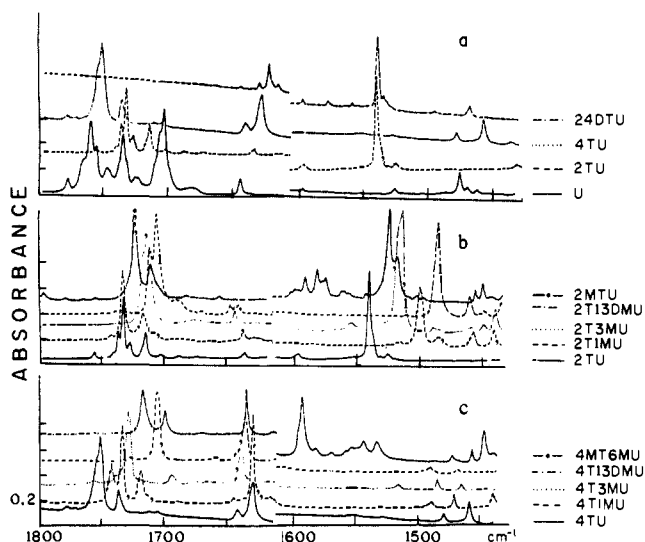 a
24DTU
4TU
2TU
U
ABSORBANCE
b
2MTU
2T13DMU
2T3MU
2T1MU
2TU
c
4MT6MU
4T13DMU
4T3MU
4T1MU
4TU
0.2
1800 1700 1600 1500 cm⁻¹